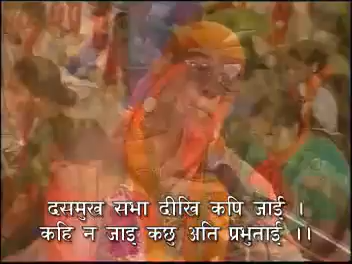 दसमुख सभा दीखि कपि जाई ।
कहि न जाइ कछु अति प्रभुताई ।।